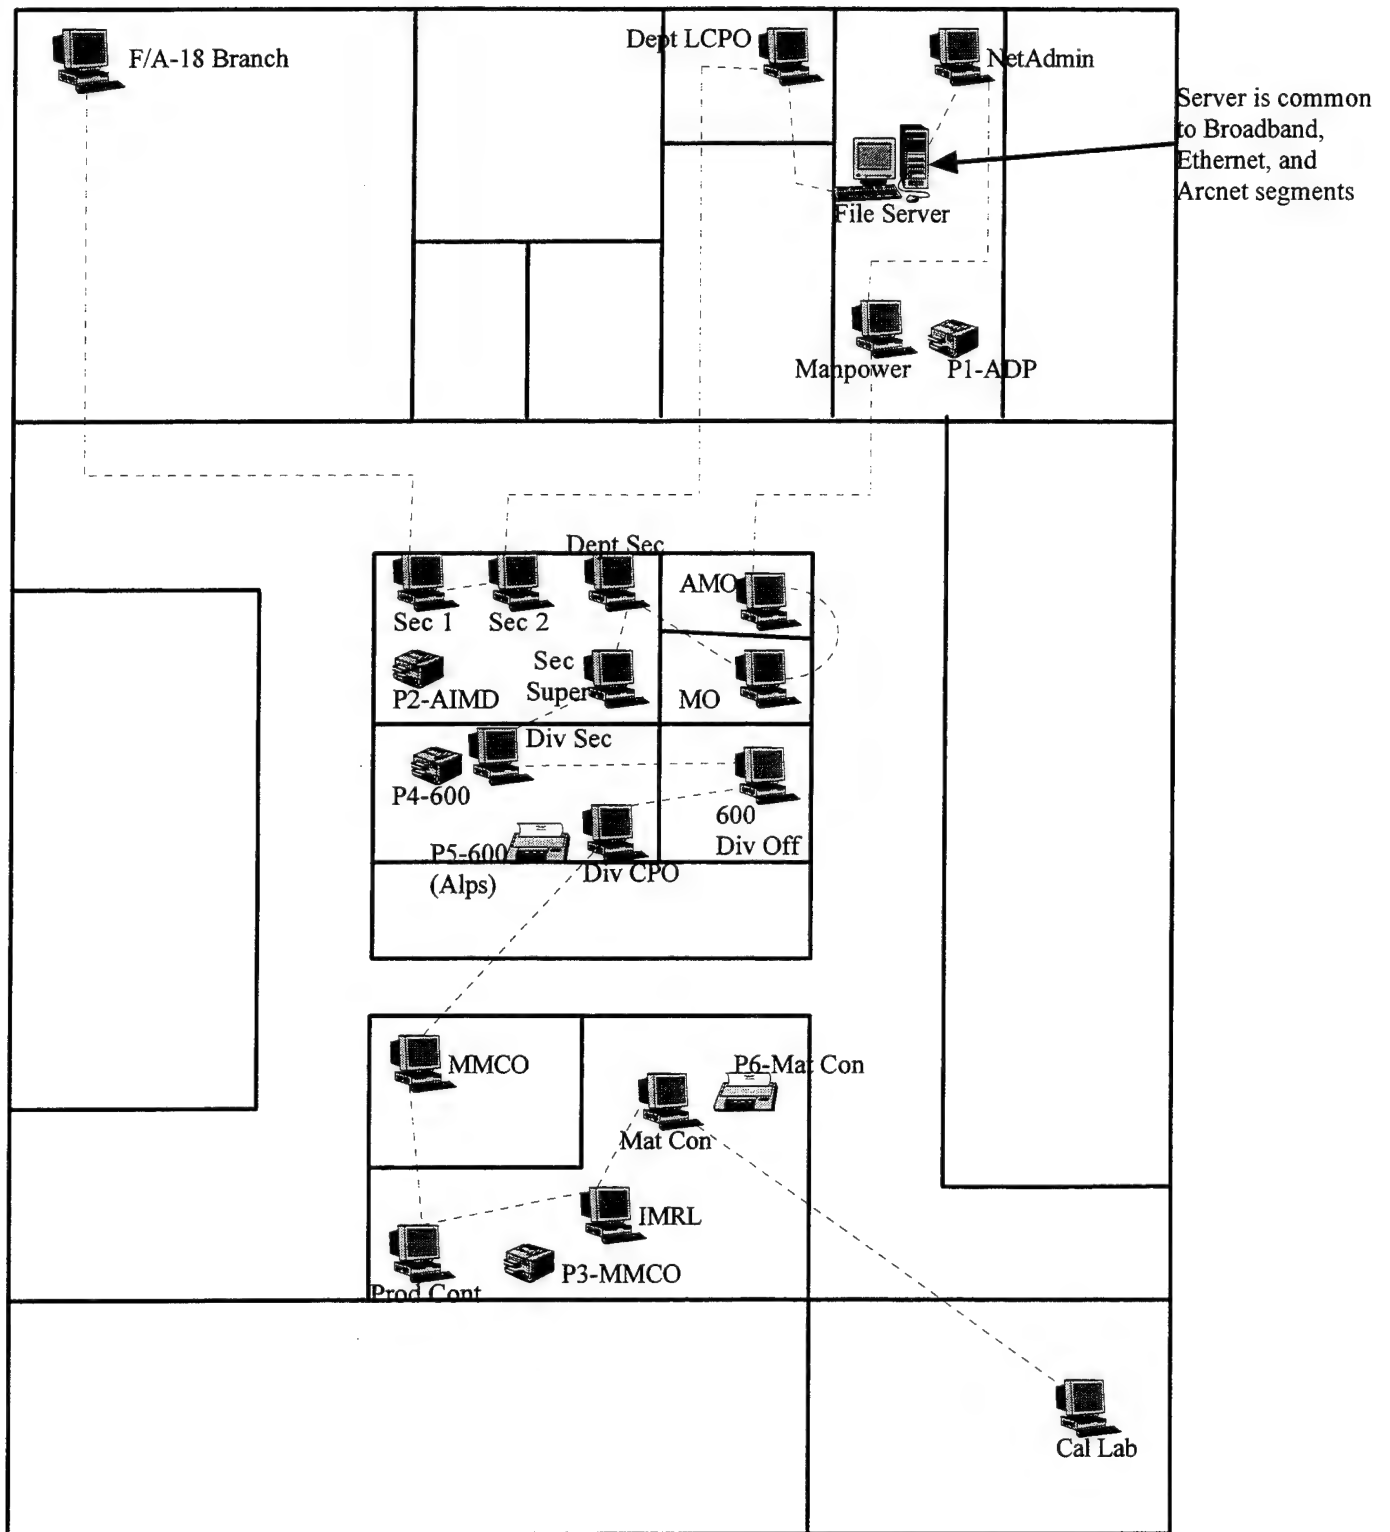 F/A-18 Branch
Dept LCPO
NetAdmin
Server is common
to Broadband,
Ethernet, and
Arcnet segments
File Server
Manpower
P1-ADP
Dept Sec
AMO
Sec 1
Sec 2
Sec
Super
P2-AIMD
MO
Div Sec
P4-600
600
Div Off
P5-600
(Alps)
Div CPO
MMCO
P6-Mat Con
Mat Con
IMRL
P3-MMCO
Prod Cont
Cal Lab